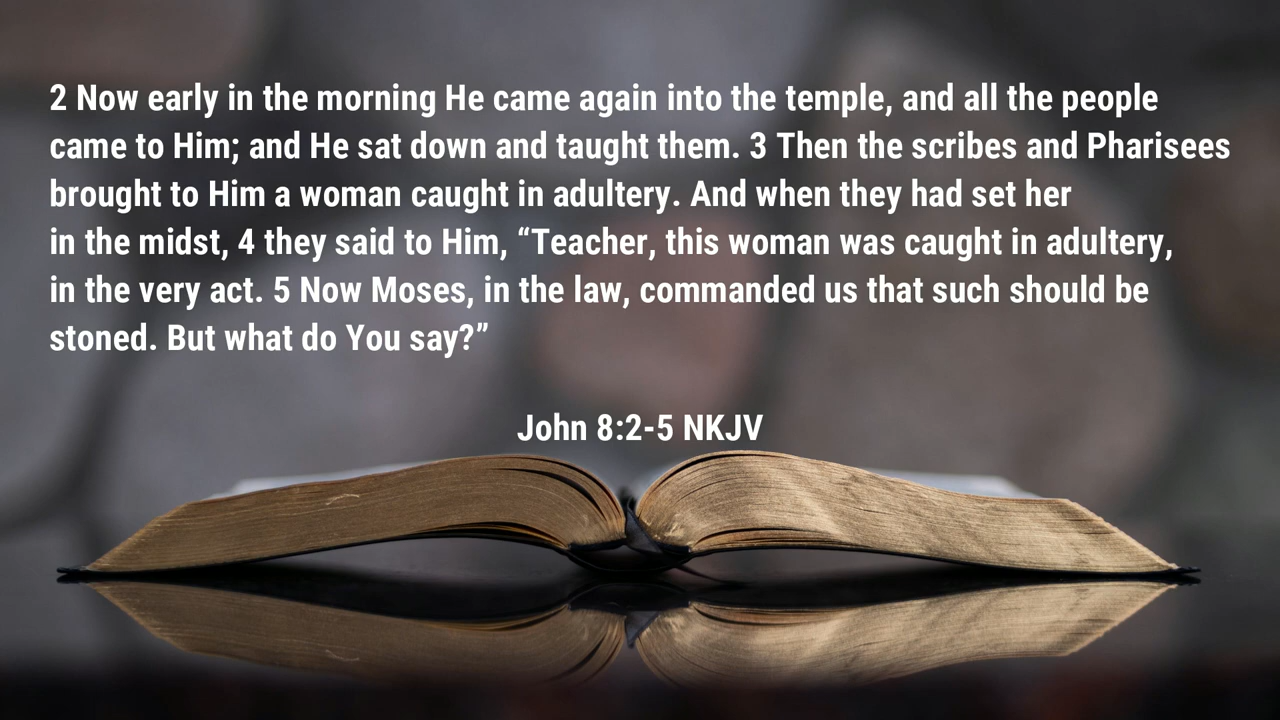 2 Now early in the morning He came again into the temple, and all the people
came to Him; and He sat down and taught them. 3 Then the scribes and Pharisees
brought to Him a woman caught in adultery. And when they had set her
in the midst, 4 they said to Him, “Teacher, this woman was caught in adultery,
in the very act. 5 Now Moses, in the law, commanded us that such should be
stoned. But what do You say?”
John 8:2-5 NKJV